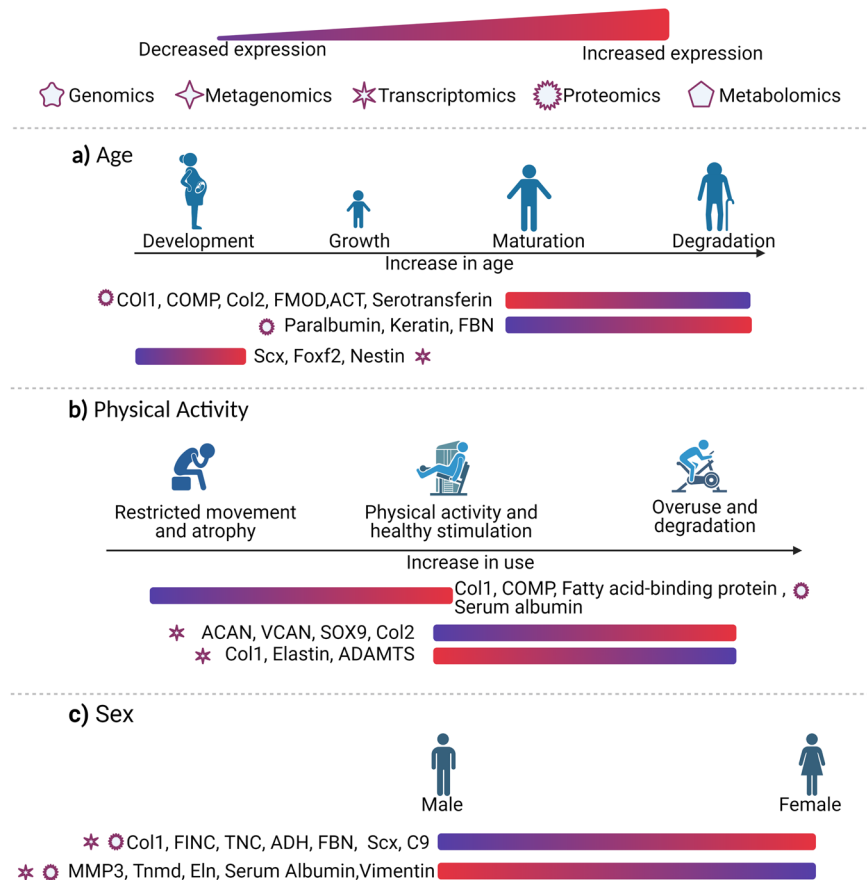 Decreased expression
Increased expression
Genomics Metagenomics Transcriptomics Proteomics Metabolomics
a) Age
Development Growth Maturation Degradation
Increase in age
COl1, COMP, Col2, FMOD,ACT, Serotransferin
Paralbumin, Keratin, FBN
Scx, Foxf2, Nestin
b) Physical Activity
Restricted movement
and atrophy
Physical activity and
healthy stimulation
Overuse and
degradation
Increase in use
Col1, COMP, Fatty acid-binding protein ,
Serum albumin
ACAN, VCAN, SOX9, Col2
Col1, Elastin, ADAMTS
c) Sex
Male Female
Col1, FINC, TNC, ADH, FBN, Scx, C9
MMP3, Tnmd, Eln, Serum Albumin,Vimentin